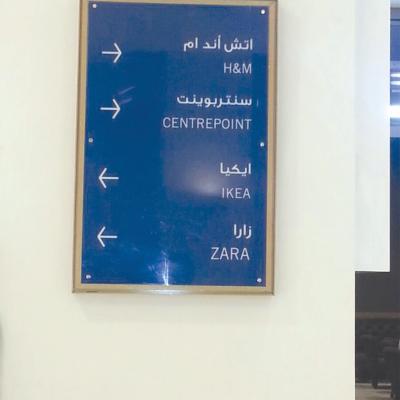 اتش أند ام
H&M
سنتربوينت
CENTREPOINT
ايكيا
IKEA
زارا
ZARA